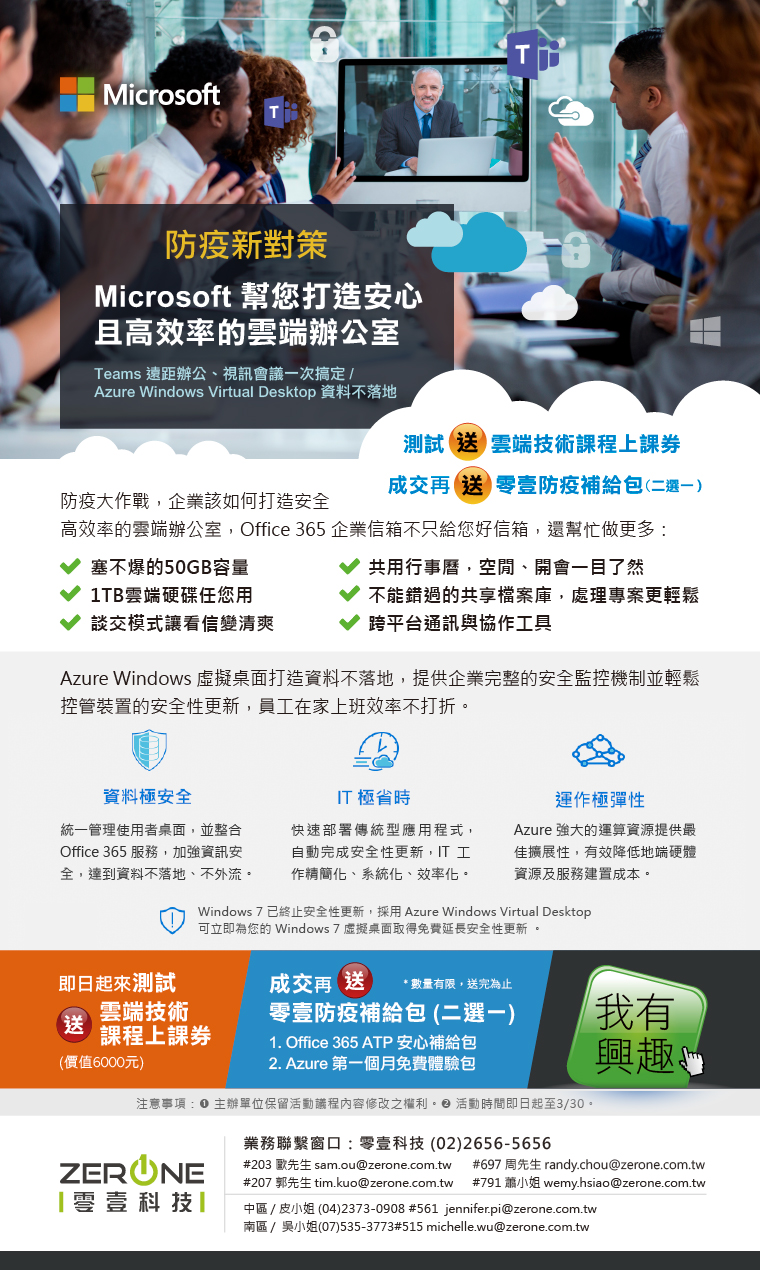 Microsoft
T
T
防疫新對策
Microsoft 幫您打造安心
且高效率的雲端辦公室
Teams 遠距辦公、視訊會議一次搞定 /
Azure Windows Virtual Desktop 資料不落地
測試 送 雲端技術課程上課券
成交再 送 零壹防疫補給包(二選一)
防疫大作戰，企業該如何打造安全
高效率的雲端辦公室，Office 365 企業信箱不只給您好信箱，還幫忙做更多：
塞不爆的50GB容量
1TB雲端硬碟任您用
談交模式讓看信變清爽
共用行事曆，空閒、開會一目了然
不能錯過的共享檔案庫，處理專案更輕鬆
跨平台通訊與協作工具
Azure Windows 虛擬桌面打造資料不落地，提供企業完整的安全監控機制並輕鬆
控管裝置的安全性更新，員工在家上班效率不打折。
資料極安全
統一管理使用者桌面，並整合
Office 365 服務，加強資訊安
全，達到資料不落地、不外流。
IT 極省時
快速部署傳統型應用程式，
自動完成安全性更新，IT 工
作精簡化、系統化、效率化。
運作極彈性
Azure 強大的運算資源提供最
佳擴展性，有效降低地端硬體
資源及服務建置成本。
Windows 7 已終止安全性更新，採用 Azure Windows Virtual Desktop
可立即為您的 Windows 7 虛擬桌面取得免費延長安全性更新 。
即日起來測試
送 雲端技術
課程上課券
(價值6000元)
成交再 送 * 數量有限，送完為止
零壹防疫補給包 (二選一)
1. Office 365 ATP 安心補給包
2. Azure 第一個月免費體驗包
我有
興趣
注意事項：❶ 主辦單位保留活動議程內容修改之權利。❷ 活動時間即日起至3/30。
ZERONE
零壹科技
業務聯繫窗口：零壹科技 (02)2656-5656
#203 歐先生 sam.ou@zerone.com.tw #697 周先生 randy.chou@zerone.com.tw
#207 郭先生 tim.kuo@zerone.com.tw #791 蕭小姐 wemy.hsiao@zerone.com.tw
中區 / 皮小姐 (04)2373-0908 #561 jennifer.pi@zerone.com.tw
南區 / 吳小姐(07)535-3773#515 michelle.wu@zerone.com.tw